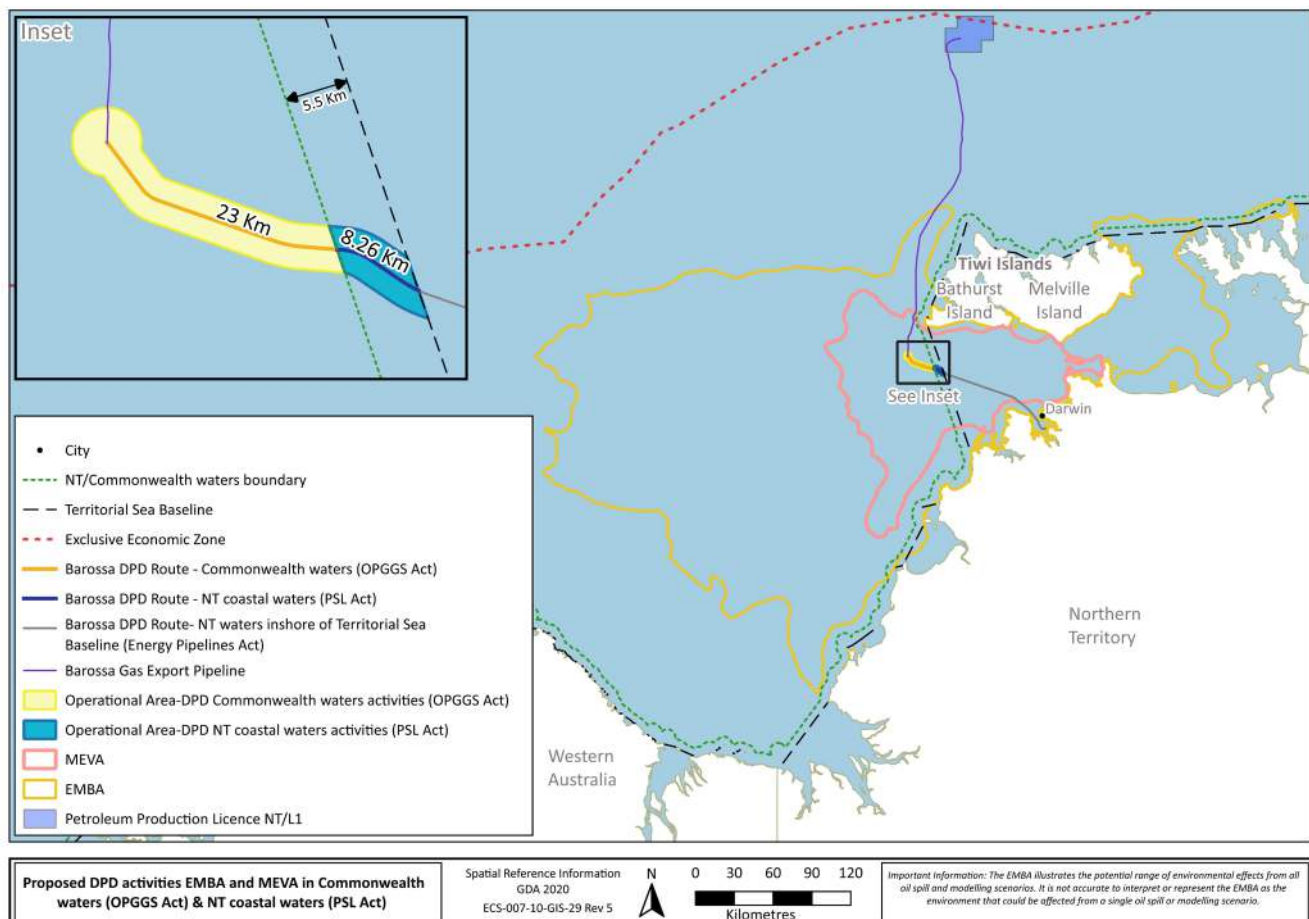 Inset
5.5 Km
23 Km
8.26 Km
Tiwi Islands
Bathurst
Island
Melville
Island
See Inset
Darwin
Northern
Territory
Western
Australia
City
NT/Commonwealth waters boundary
Territorial Sea Baseline
Exclusive Economic Zone
Barossa DPD Route - Commonwealth waters (OPGGS Act)
Barossa DPD Route - NT coastal waters (PSL Act)
Barossa DPD Route- NT waters inshore of Territorial Sea
Baseline (Energy Pipelines Act)
Barossa Gas Export Pipeline
Operational Area-DPD Commonwealth waters activities (OPGGS Act)
Operational Area-DPD NT coastal waters activities (PSL Act)
MEVA
EMBA
Petroleum Production Licence NT/L1
Proposed DPD activities EMBA and MEVA in Commonwealth
waters (OPGGS Act) & NT coastal waters (PSL Act)
Spatial Reference Information
GDA 2020
ECS-007-10-GIS-29 Rev 5
N
0 30 60 90 120
Kilometres
Important Information: The EMBA illustrates the potential range of environmental effects from all
oil spill and modelling scenarios. It is not accurate to interpret or represent the EMBA as the
environment that could be affected from a single oil spill or modelling scenario.